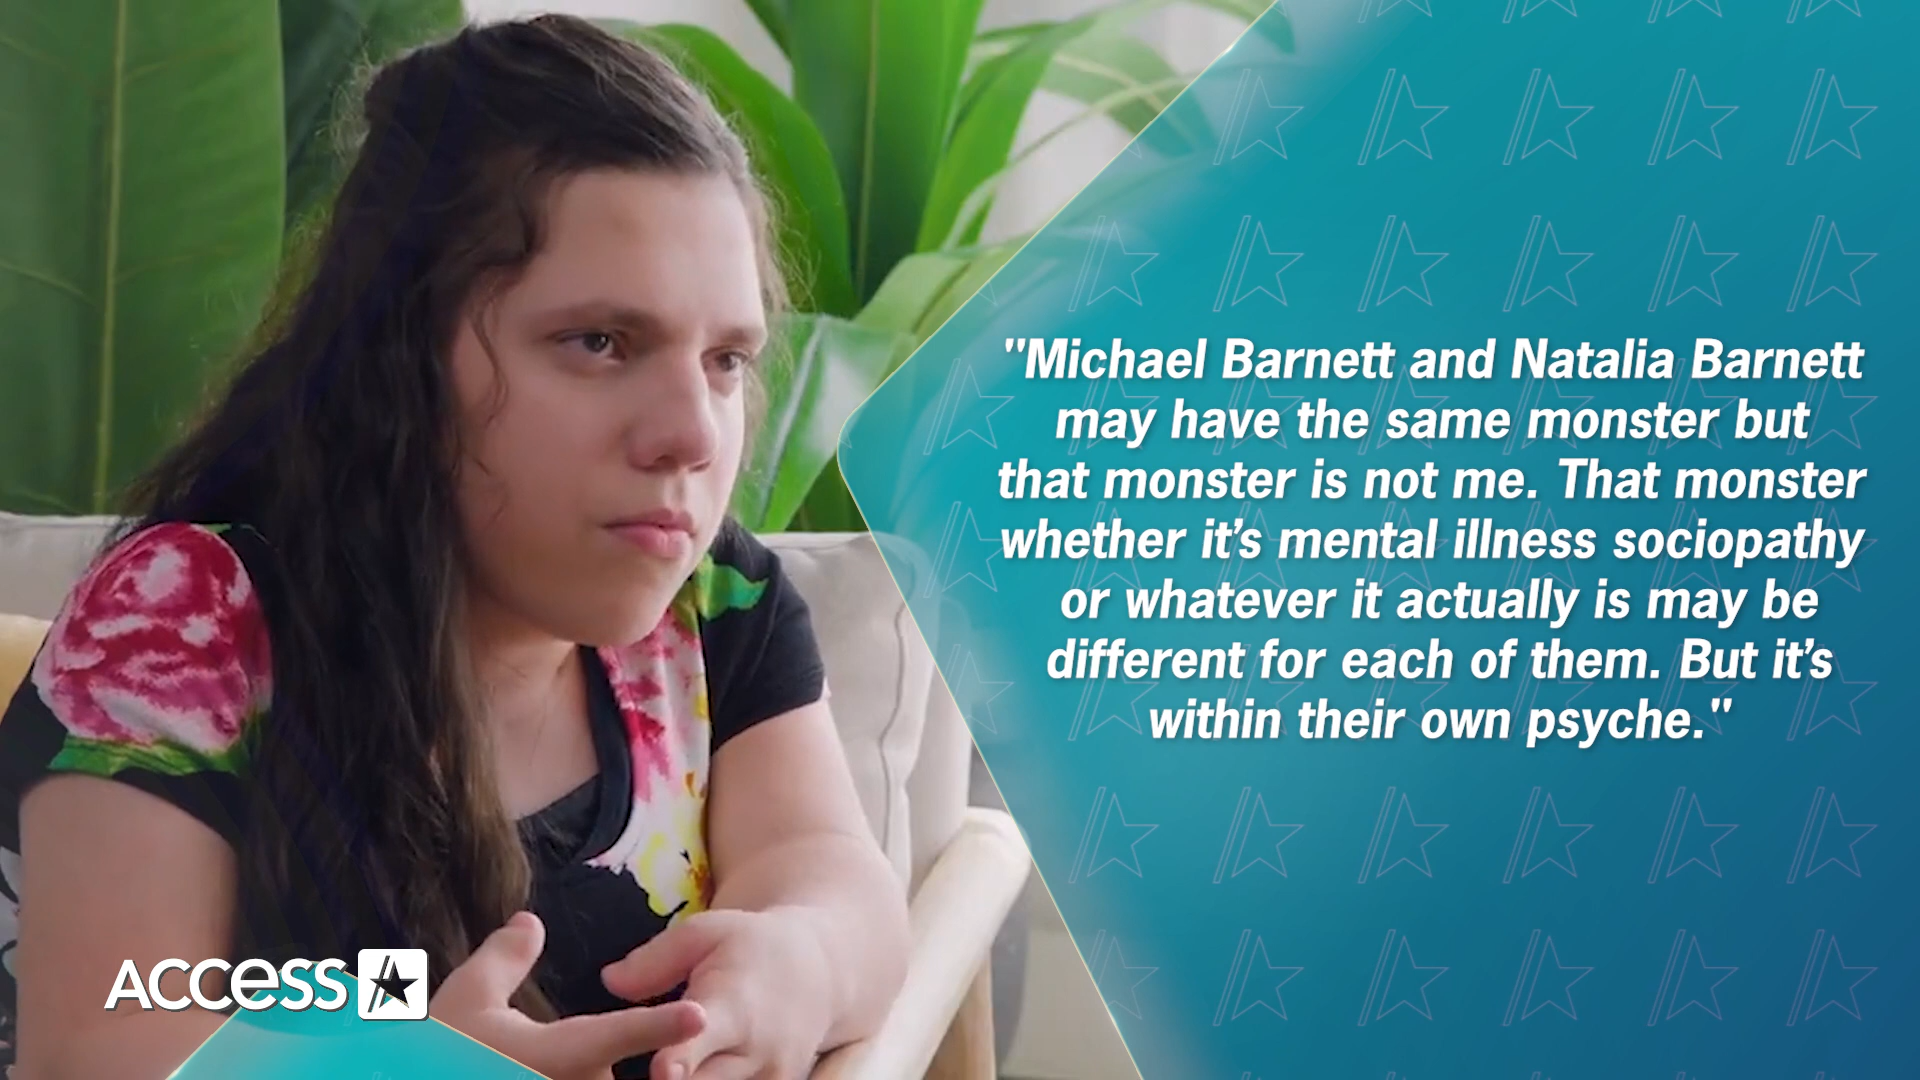 "Michael Barnett and Natalia Barnett
may have the same monster but
that monster is not me. That monster
whether it’s mental illness sociopathy
or whatever it actually is may be
different for each of them. But it’s
within their own psyche."
access